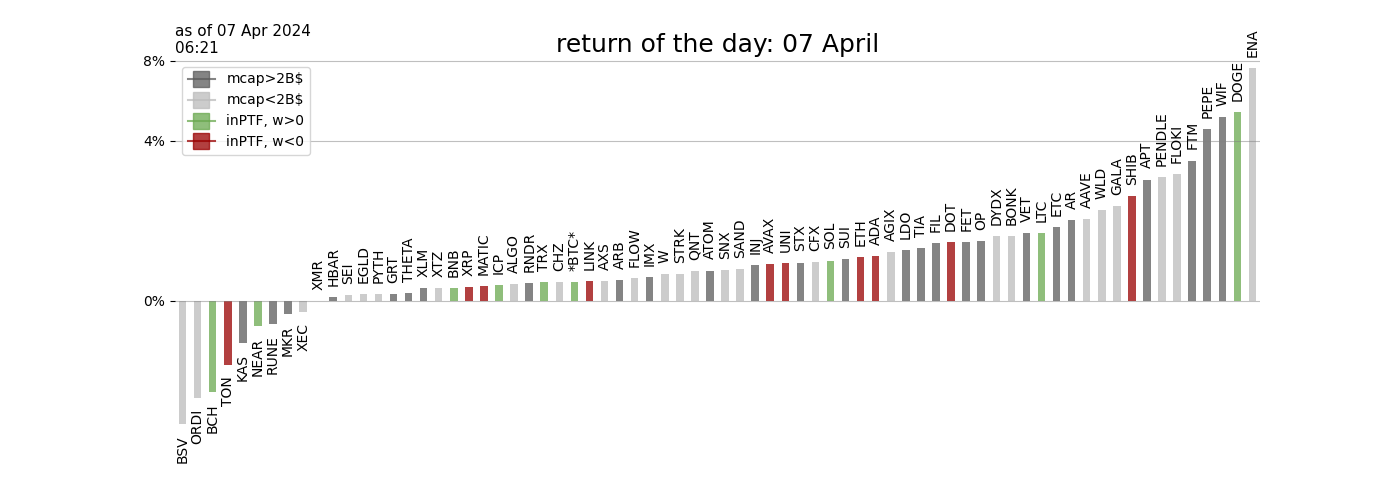 as of 07 Apr 2024
06:21
return of the day: 07 April
8%
4%
0%
mcap>2B$
mcap<2B$
inPTF, w>0
inPTF, w<0
BSV
ORDI
BCH
TON
KAS
NEAR
RUNE
MKR
XEC
XMR
HBAR
SEI
EGLD
PYTH
GRT
THETA
XLM
XTZ
BNB
XRP
MATIC
ICP
ALGO
RNDR
TRX
CHZ
*BTC*
LINK
AXS
ARB
FLOW
IMX
W
STRK
QNT
ATOM
SNX
SAND
INJ
AVAX
UNI
STX
CFX
SOL
SUI
ETH
ADA
AGIX
LDO
TIA
FIL
DOT
FET
OP
DYDX
BONK
VET
LTC
ETC
AR
AAVE
WLD
GALA
SHIB
APT
PENDLE
FLOKI
FTM
PEPE
WIF
DOGE
ENA